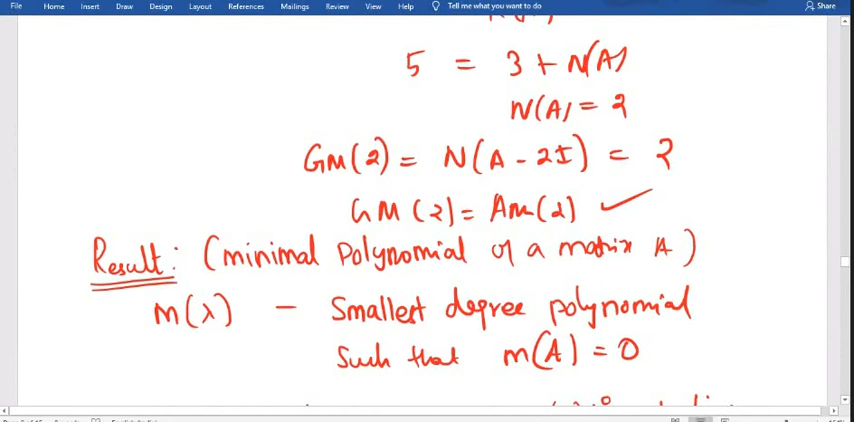 File Home Insert Draw Design Layout References Mailings Review View Help Tell me what you want to do Share
5 = 3 + N(A)
N(A) = 2
GM(2) = N(A - 2I) = 2
GM(2) = AM(2) ✓
Result: (minimal polynomial of a matrix A)
m(λ) - Smallest degree polynomial
Such that m(A) = 0